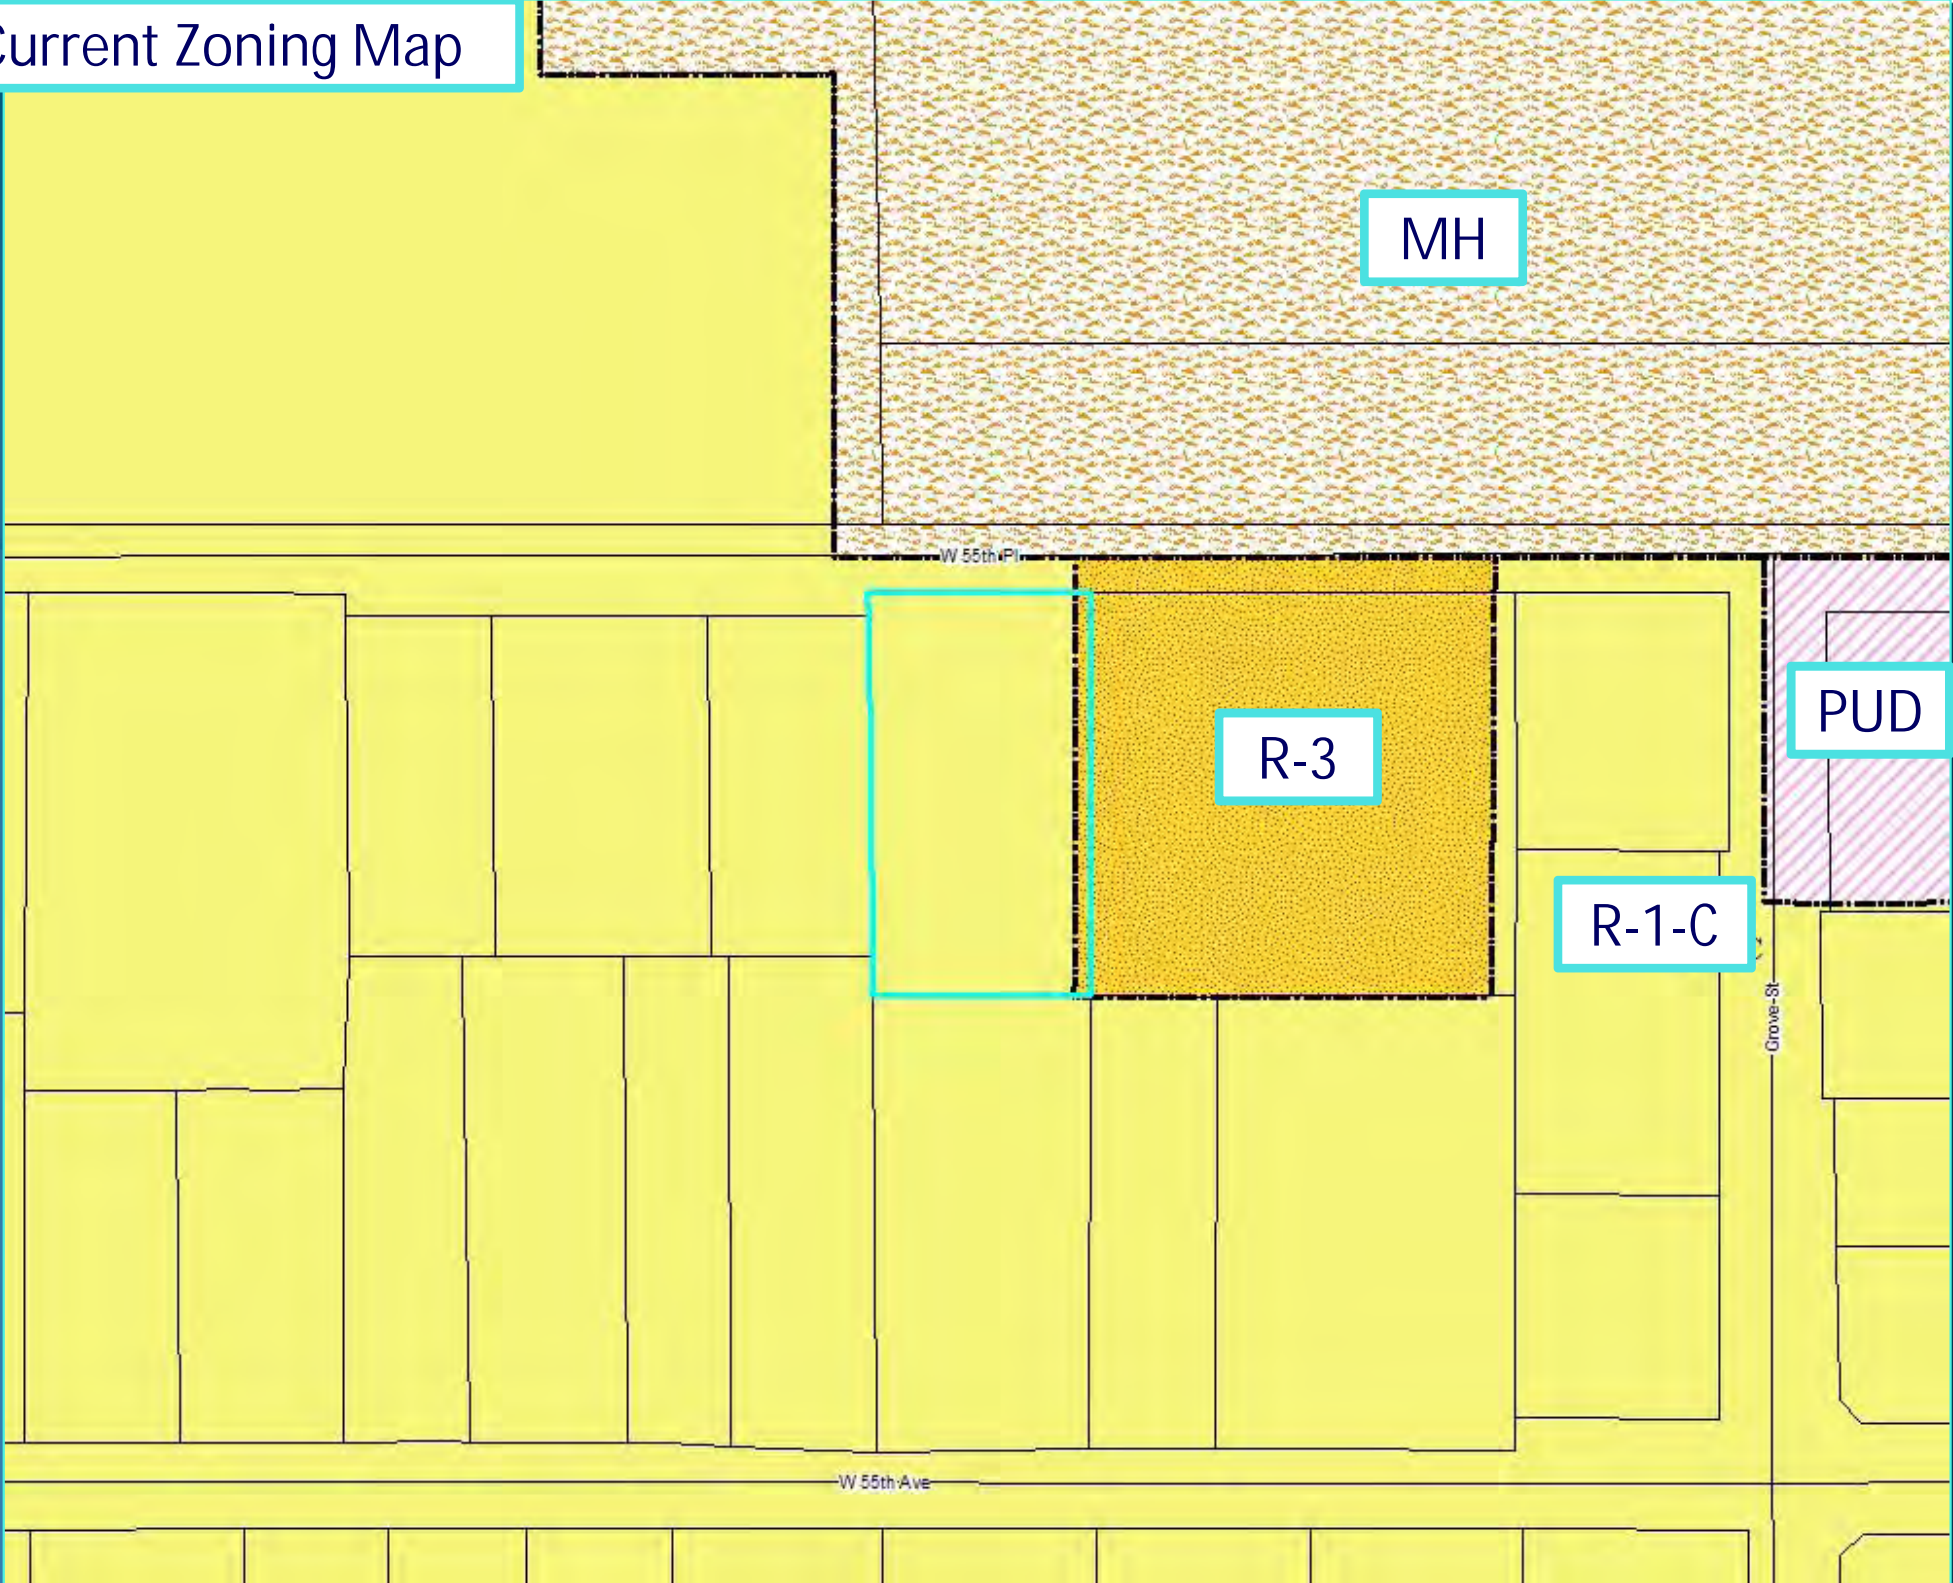 Current Zoning Map
MH
W 55th Pl
R-3
PUD
R-1-C
Grove St
W 55th Ave